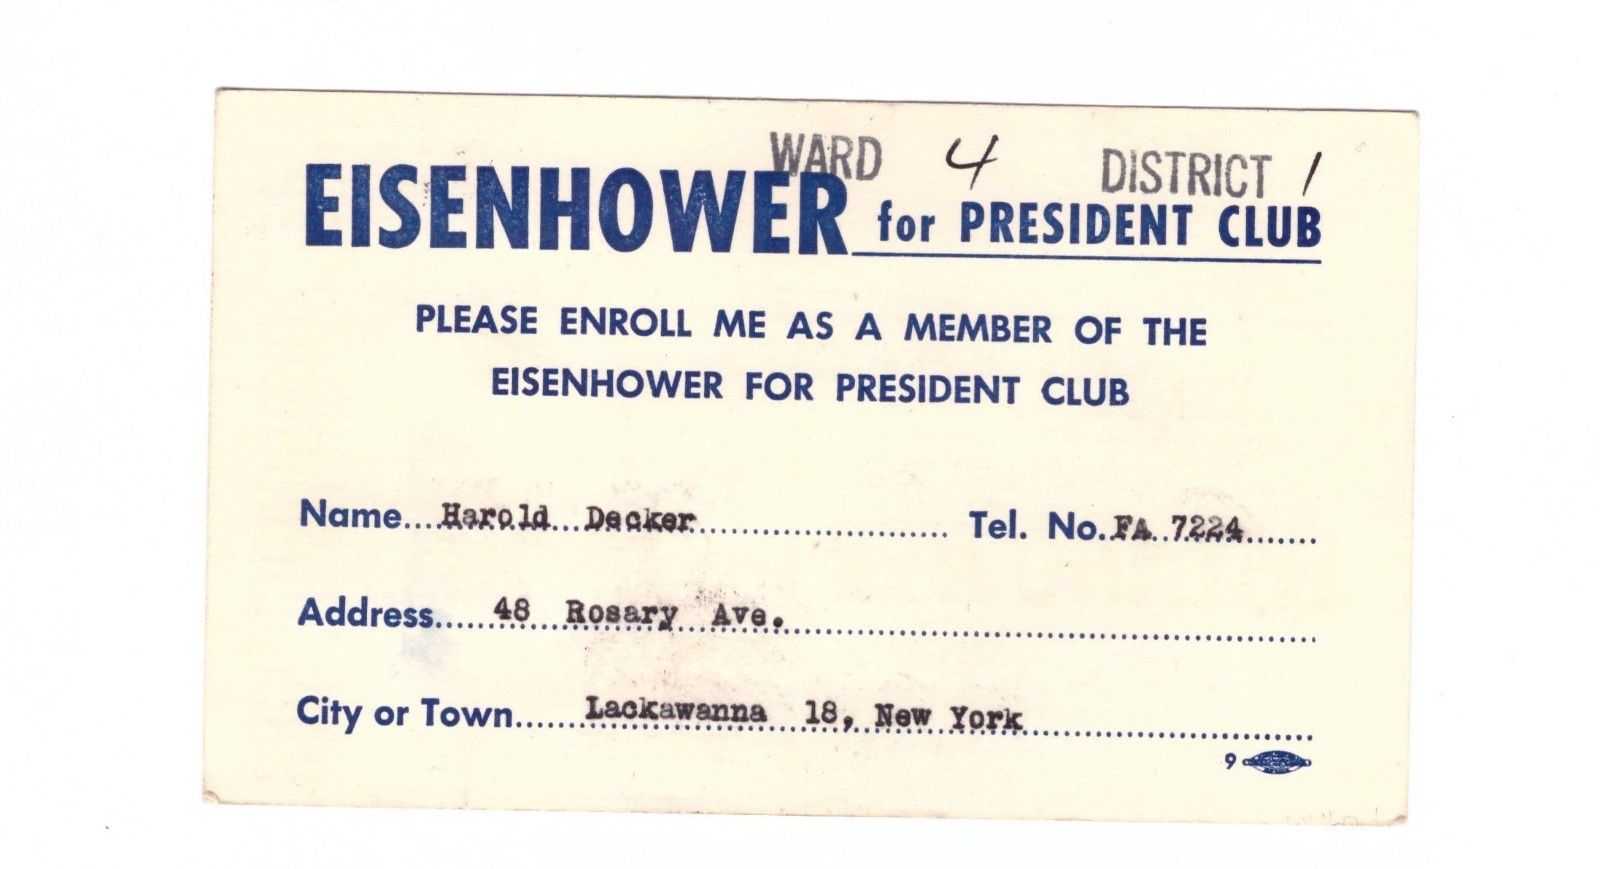 WARD 4 DISTRICT 1
EISENHOWER for PRESIDENT CLUB
PLEASE ENROLL ME AS A MEMBER OF THE
EISENHOWER FOR PRESIDENT CLUB
Name....Harold Decker........................ Tel. No. FA 7224.......
Address.....48 Rosary Ave...............................
City or Town......Lackawanna 18, New York........................
9